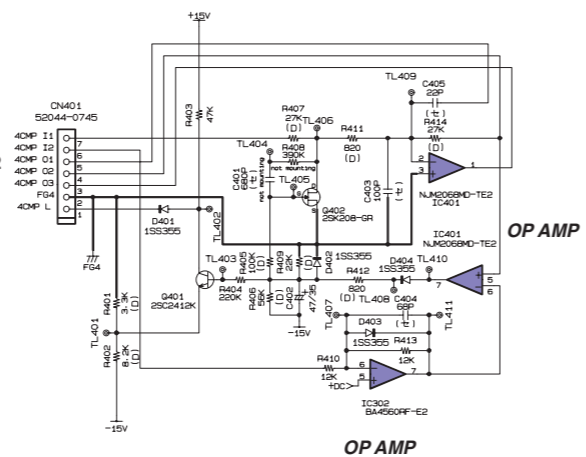 +15V
CN401
52044-0745
4CMP I1
4CMP I2
4CMP O1
4CMP O2
4CMP O3
FG4
4CMP L
7
6
5
4
3
2
1
R403
47K
TL409
C405
22P
(セ)
R407
27K
(D)
TL406
R408
390K
not mounting
TL404
C401
680P
(セ)
not mounting
TL405
R411
820
(D)
R414
27K
(D)
2
3
1
NJM2068MD-TE2
IC401
C403
100P
(セ)
G
D
S
Q402
2SK208-GR
D401
1SS355
TL402
FG4
IC401
NJM2068MD-TE2
OP AMP
TL403
R405
100K
(D)
R409
22K
(D)
D402
1SS355
R412
820
(D)
D404
1SS355
TL410
7
5
6
Q401
2SC2412K
R404
220K
R406
56K
(D)
C402
47/35
-15V
TL408
TL407
C404
68P
(セ)
TL411
R401
3.3K
(D)
TL401
R402
8.2K
(D)
-15V
D403
1SS355
R413
12K
R410
12K
+DC
6
5
7
IC302
BA4560RF-E2
OP AMP